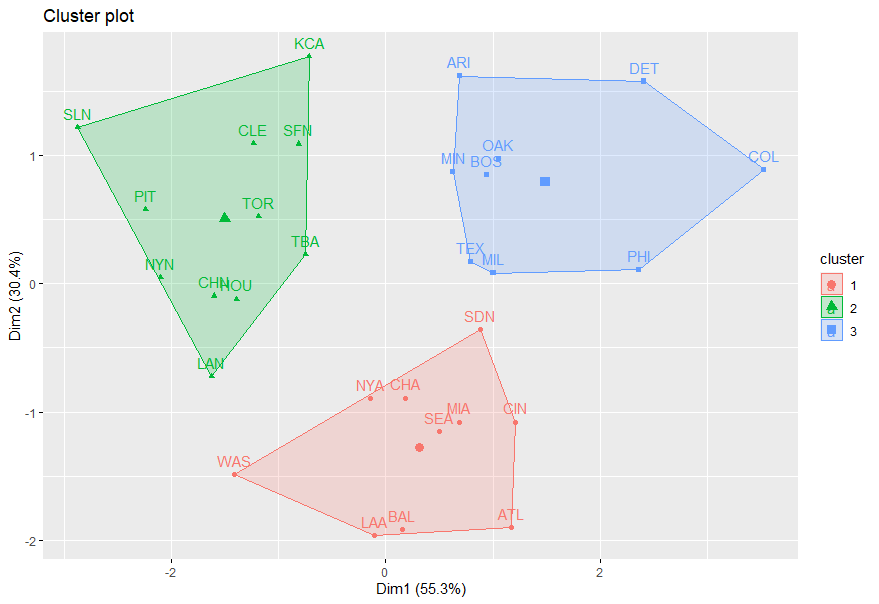 Cluster plot
KCA
ARI
DET
SLN
CLE
SFN
OAK
MIN
BOS
COL
PIT
TOR
TBA
TEX
MIL
PHI
NYN
CHN
HOU
SDN
LAN
NYA
CHA
SEA
MIA
CIN
WAS
LAA
BAL
ATL
1
0
-1
-2
-2
0
2
Dim1 (55.3%)
Dim2 (30.4%)
cluster
a 1
a 2
a 3